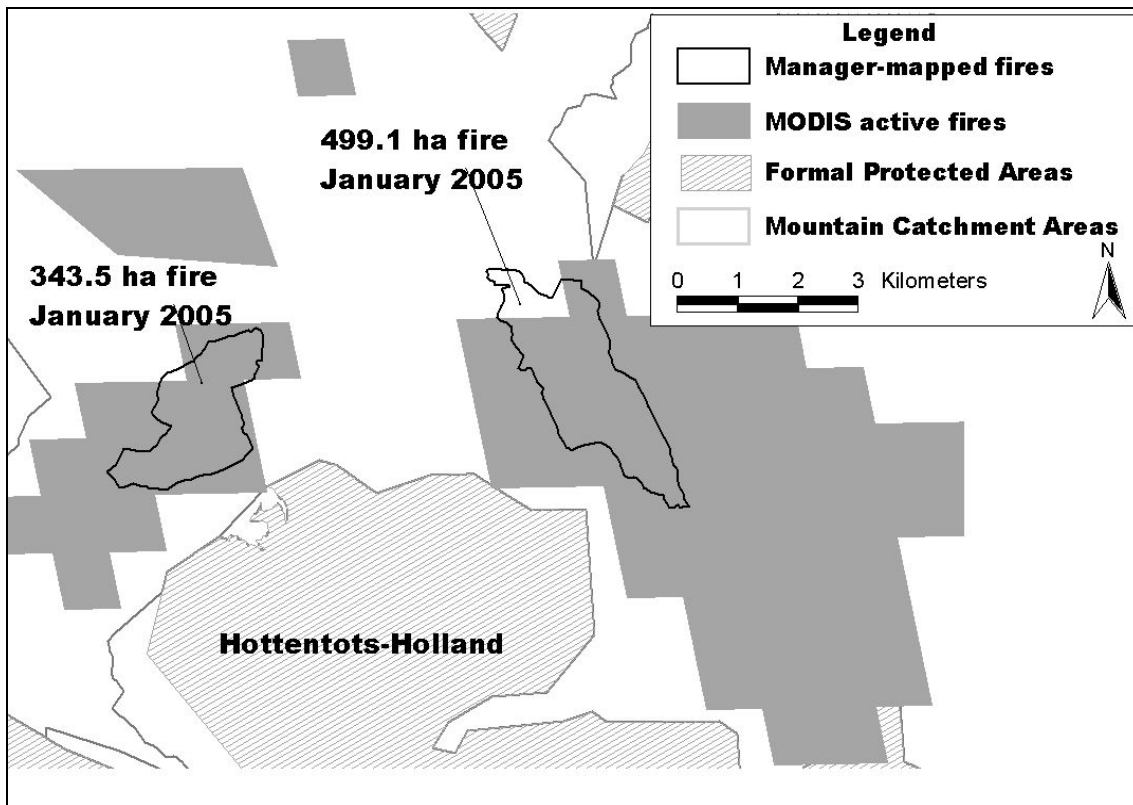 Legend
Manager-mapped fires
MODIS active fires
Formal Protected Areas
Mountain Catchment Areas
0 1 2 3 Kilometers
N
499.1 ha fire
January 2005
343.5 ha fire
January 2005
Hottentots-Holland